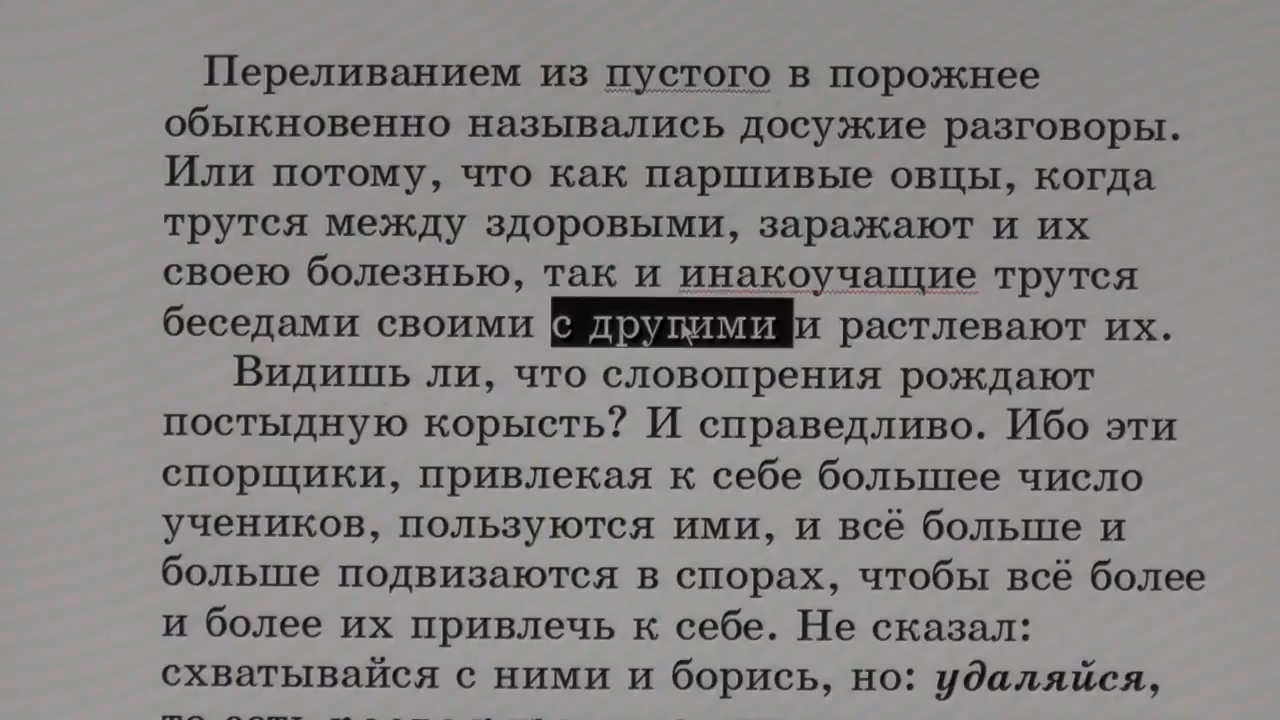 Переливанием из пустого в порожнее
обыкновенно назывались досужие разговоры.
Или потому, что как паршивые овцы, когда
трутся между здоровыми, заражают и их
своею болезнью, так и инакоучащие трутся
беседами своими с другими и растлевают их.
Видишь ли, что словопрения рождают
постыдную корысть? И справедливо. Ибо эти
спорщики, привлекая к себе большее число
учеников, пользуются ими, и всё больше и
больше подвизаются в спорах, чтобы всё более
и более их привлечь к себе. Не сказал:
схватывайся с ними и борись, но: удаляйся,
то есть